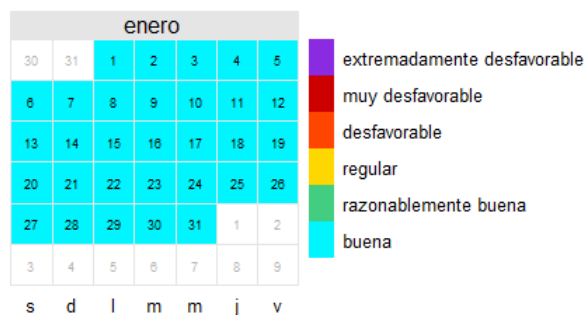 enero
30 31 1 2 3 4 5
6 7 8 9 10 11 12
13 14 15 16 17 18 19
20 21 22 23 24 25 26
27 28 29 30 31 1 2
3 4 5 6 7 8 9
s d l m m j v
extremadamente desfavorable
muy desfavorable
desfavorable
regular
razonablemente buena
buena